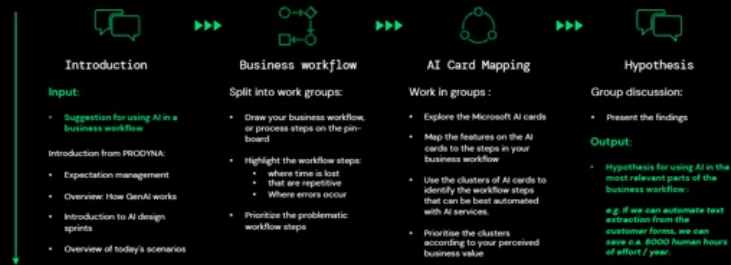 Introduction
Input:
• Suggestion for using AI in a
business workflow
Introduction from PRODYNA:
• Expectation management
• Overview: How GenAI works
• Introduction to AI design
sprints
• Overview of today's scenarios
Business workflow
Split into work groups:
• Draw your business workflow,
or process steps on the pin-
board
• Highlight the workflow steps:
• where time is lost
• that are repetitive
• Where errors occur
• Prioritize the problematic
workflow steps
AI Card Mapping
Work in groups :
• Explore the Microsoft AI cards
• Map the features on the AI
cards to the steps in your
business workflow
• Use the clusters of AI cards to
identify the workflow steps
that can be best automated
with AI services.
• Prioritise the clusters
according to your perceived
business value
Hypothesis
Group discussion:
• Present the findings
Output:
• Hypothesis for using AI in the
most relevant parts of the
business workflow :
e.g. If we can automate text
extraction from the
customer forms, we can
save c.a. 8000 human hours
of effort / year.